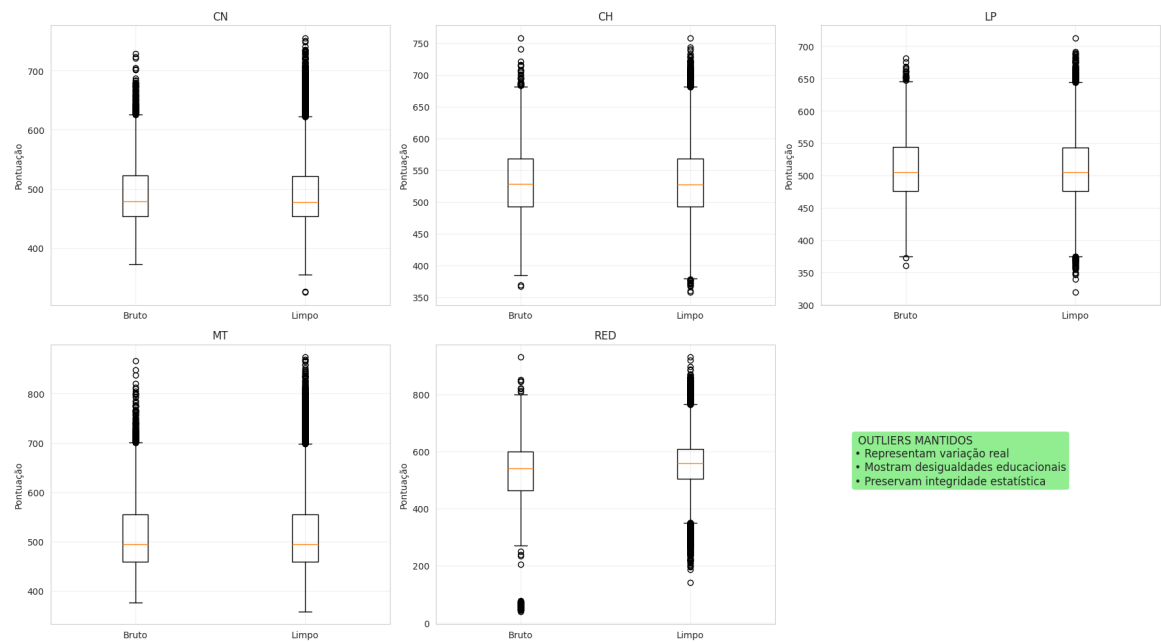 CN
Pontuação
700
600
500
400
Bruto
Limpo
CH
Pontuação
750
700
650
600
550
500
450
400
350
Bruto
Limpo
LP
Pontuação
700
650
600
550
500
450
400
350
300
Bruto
Limpo
MT
Pontuação
800
700
600
500
400
Bruto
Limpo
RED
Pontuação
800
600
400
200
0
Bruto
Limpo
OUTLIERS MANTIDOS
• Representam variação real
• Mostram desigualdades educacionais
• Preservam integridade estatística